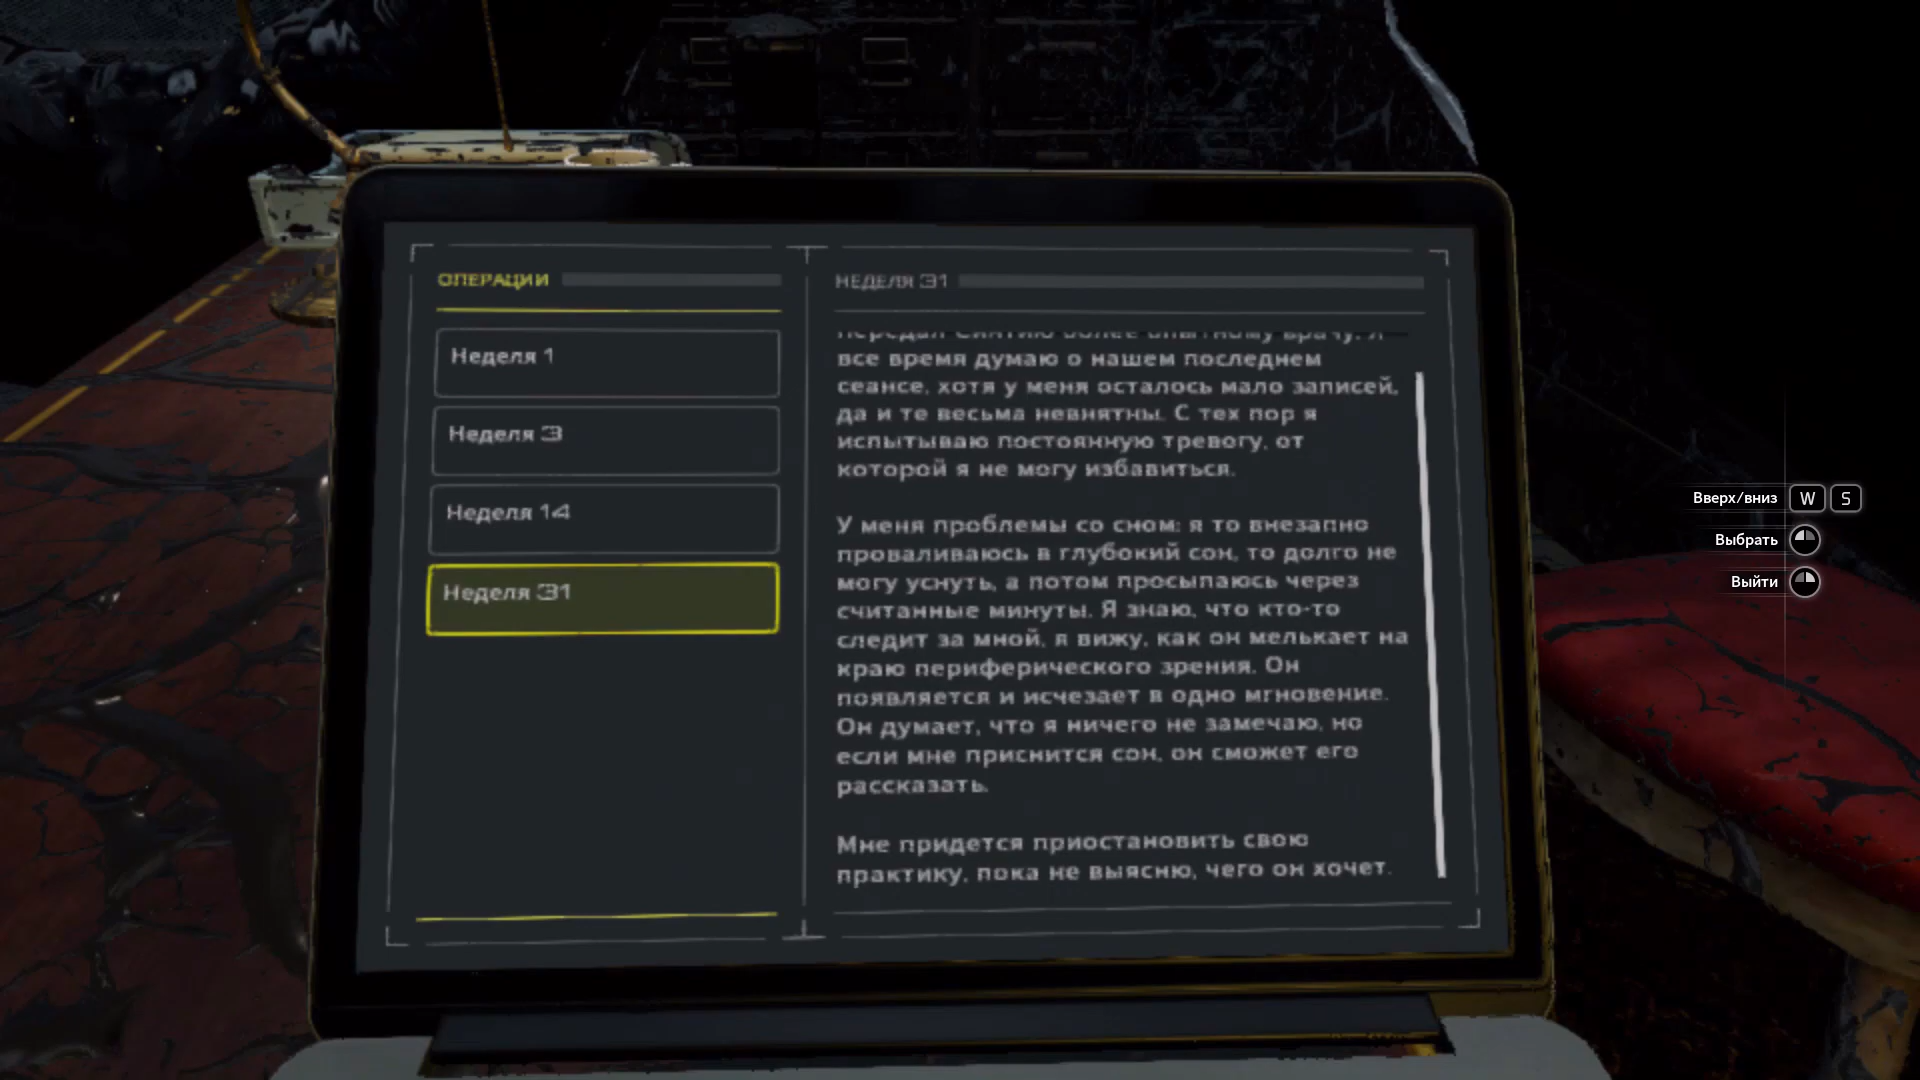 ОПЕРАЦИИ
Неделя 1
Неделя 3
Неделя 14
Неделя 31
НЕДЕЛЯ 31
передал Синтию более опытному врачу. Я
все время думаю о нашем последнем
сеансе, хотя у меня осталось мало записей,
да и те весьма невнятны. С тех пор я
испытываю постоянную тревогу, от
которой я не могу избавиться.
У меня проблемы со сном: я то внезапно
проваливаюсь в глубокий сон, то долго не
могу уснуть, а потом просыпаюсь через
считанные минуты. Я знаю, что кто-то
следит за мной, я вижу, как он мелькает на
краю периферического зрения. Он
появляется и исчезает в одно мгновение.
Он думает, что я ничего не замечаю, но
если мне приснится сон, он сможет его
рассказать.
Мне придется приостановить свою
практику, пока не выясню, чего он хочет.
Вверх/вниз W S
Выбрать
Выйти